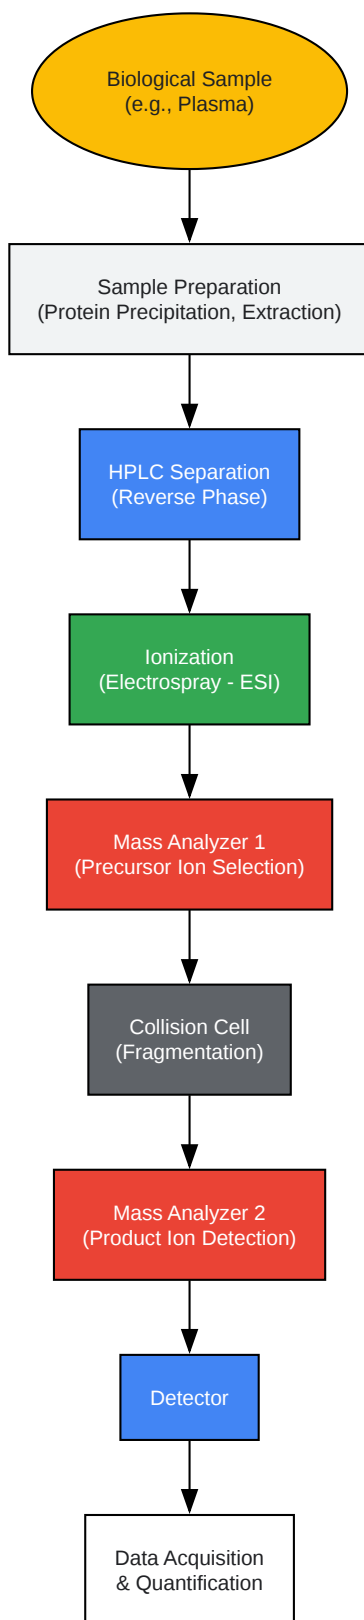 Biological Sample
(e.g., Plasma)
Sample Preparation
(Protein Precipitation, Extraction)
HPLC Separation
(Reverse Phase)
Ionization
(Electrospray - ESI)
Mass Analyzer 1
(Precursor Ion Selection)
Collision Cell
(Fragmentation)
Mass Analyzer 2
(Product Ion Detection)
Detector
Data Acquisition
& Quantification